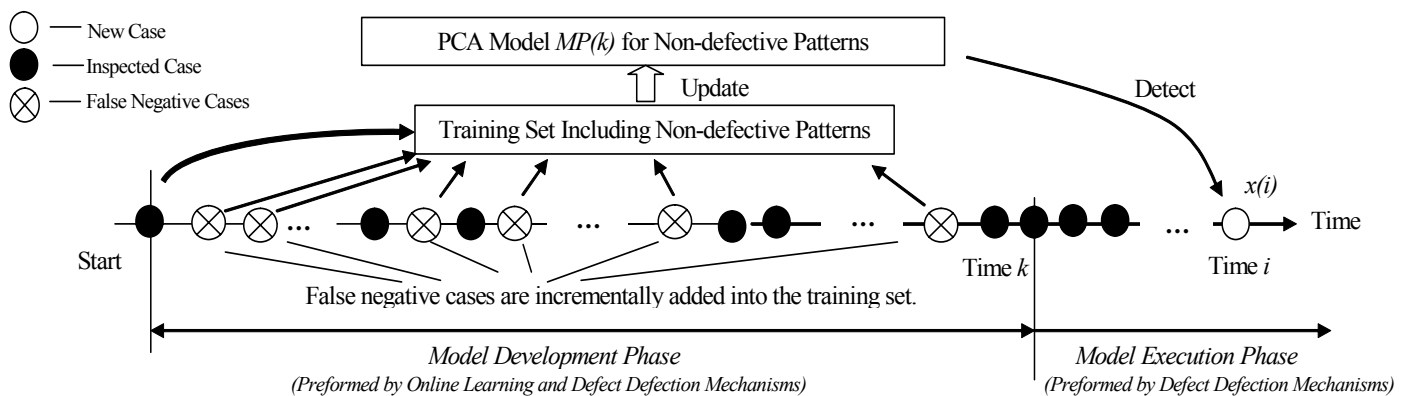 New Case
Inspected Case
False Negative Cases
PCA Model MP(k) for Non-defective Patterns
Update
Detect
Training Set Including Non-defective Patterns
x(i)
... ... ... ...
Time
Start
Time k
Time i
False negative cases are incrementally added into the training set.
Model Development Phase
(Preformed by Online Learning and Defect Defection Mechanisms)
Model Execution Phase
(Preformed by Defect Defection Mechanisms)